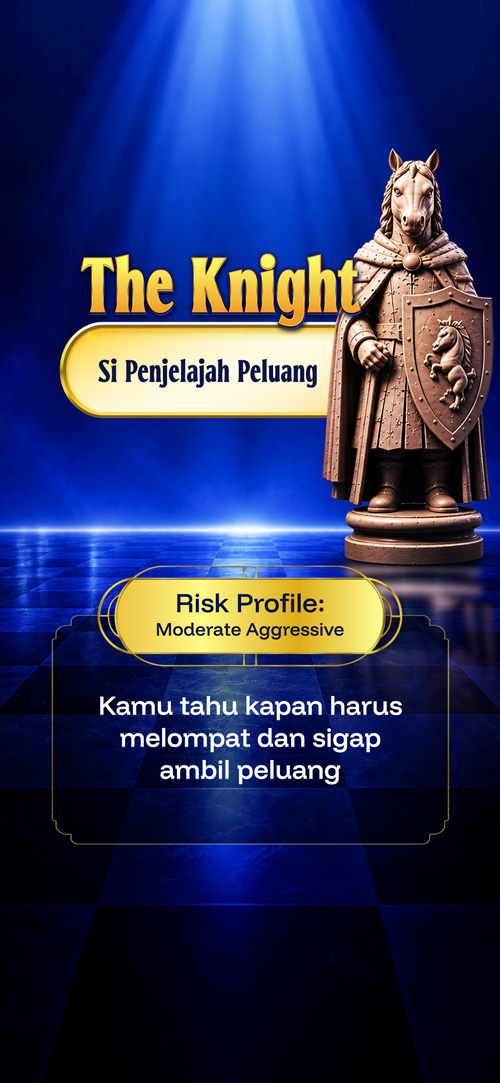 The Knight
Si Penjelajah Peluang
Risk Profile:
Moderate Aggressive
Kamu tahu kapan harus
melompat dan sigap
ambil peluang